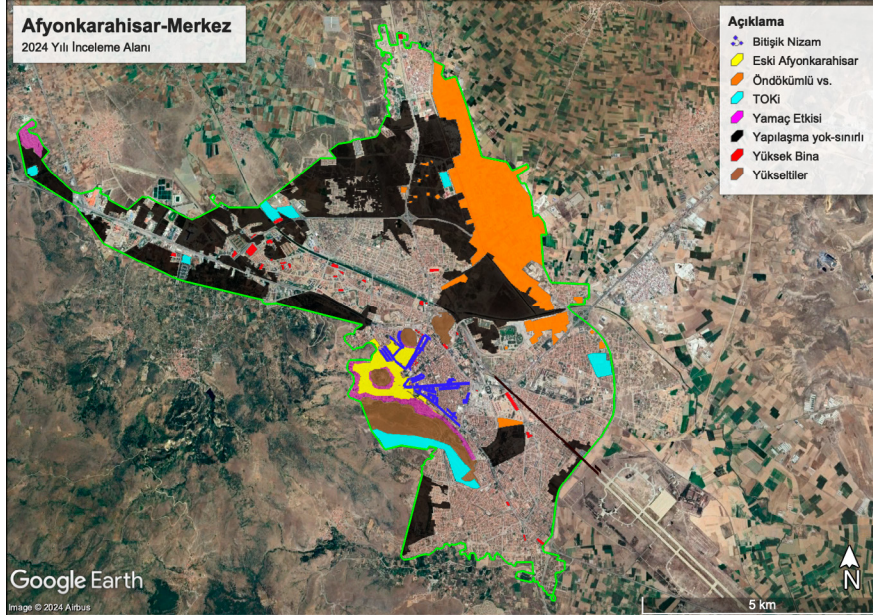 Afyonkarahisar-Merkez
2024 Yılı İnceleme Alanı
Açıklama
Bitişik Nizam
Eski Afyonkarahisar
Öndökümlü vs.
TOKi
Yamaç Etkisi
Yapılaşma yok-sınırlı
Yüksek Bina
Yükseltiler
Google Earth
Image © 2024 Airbus
N
5 km